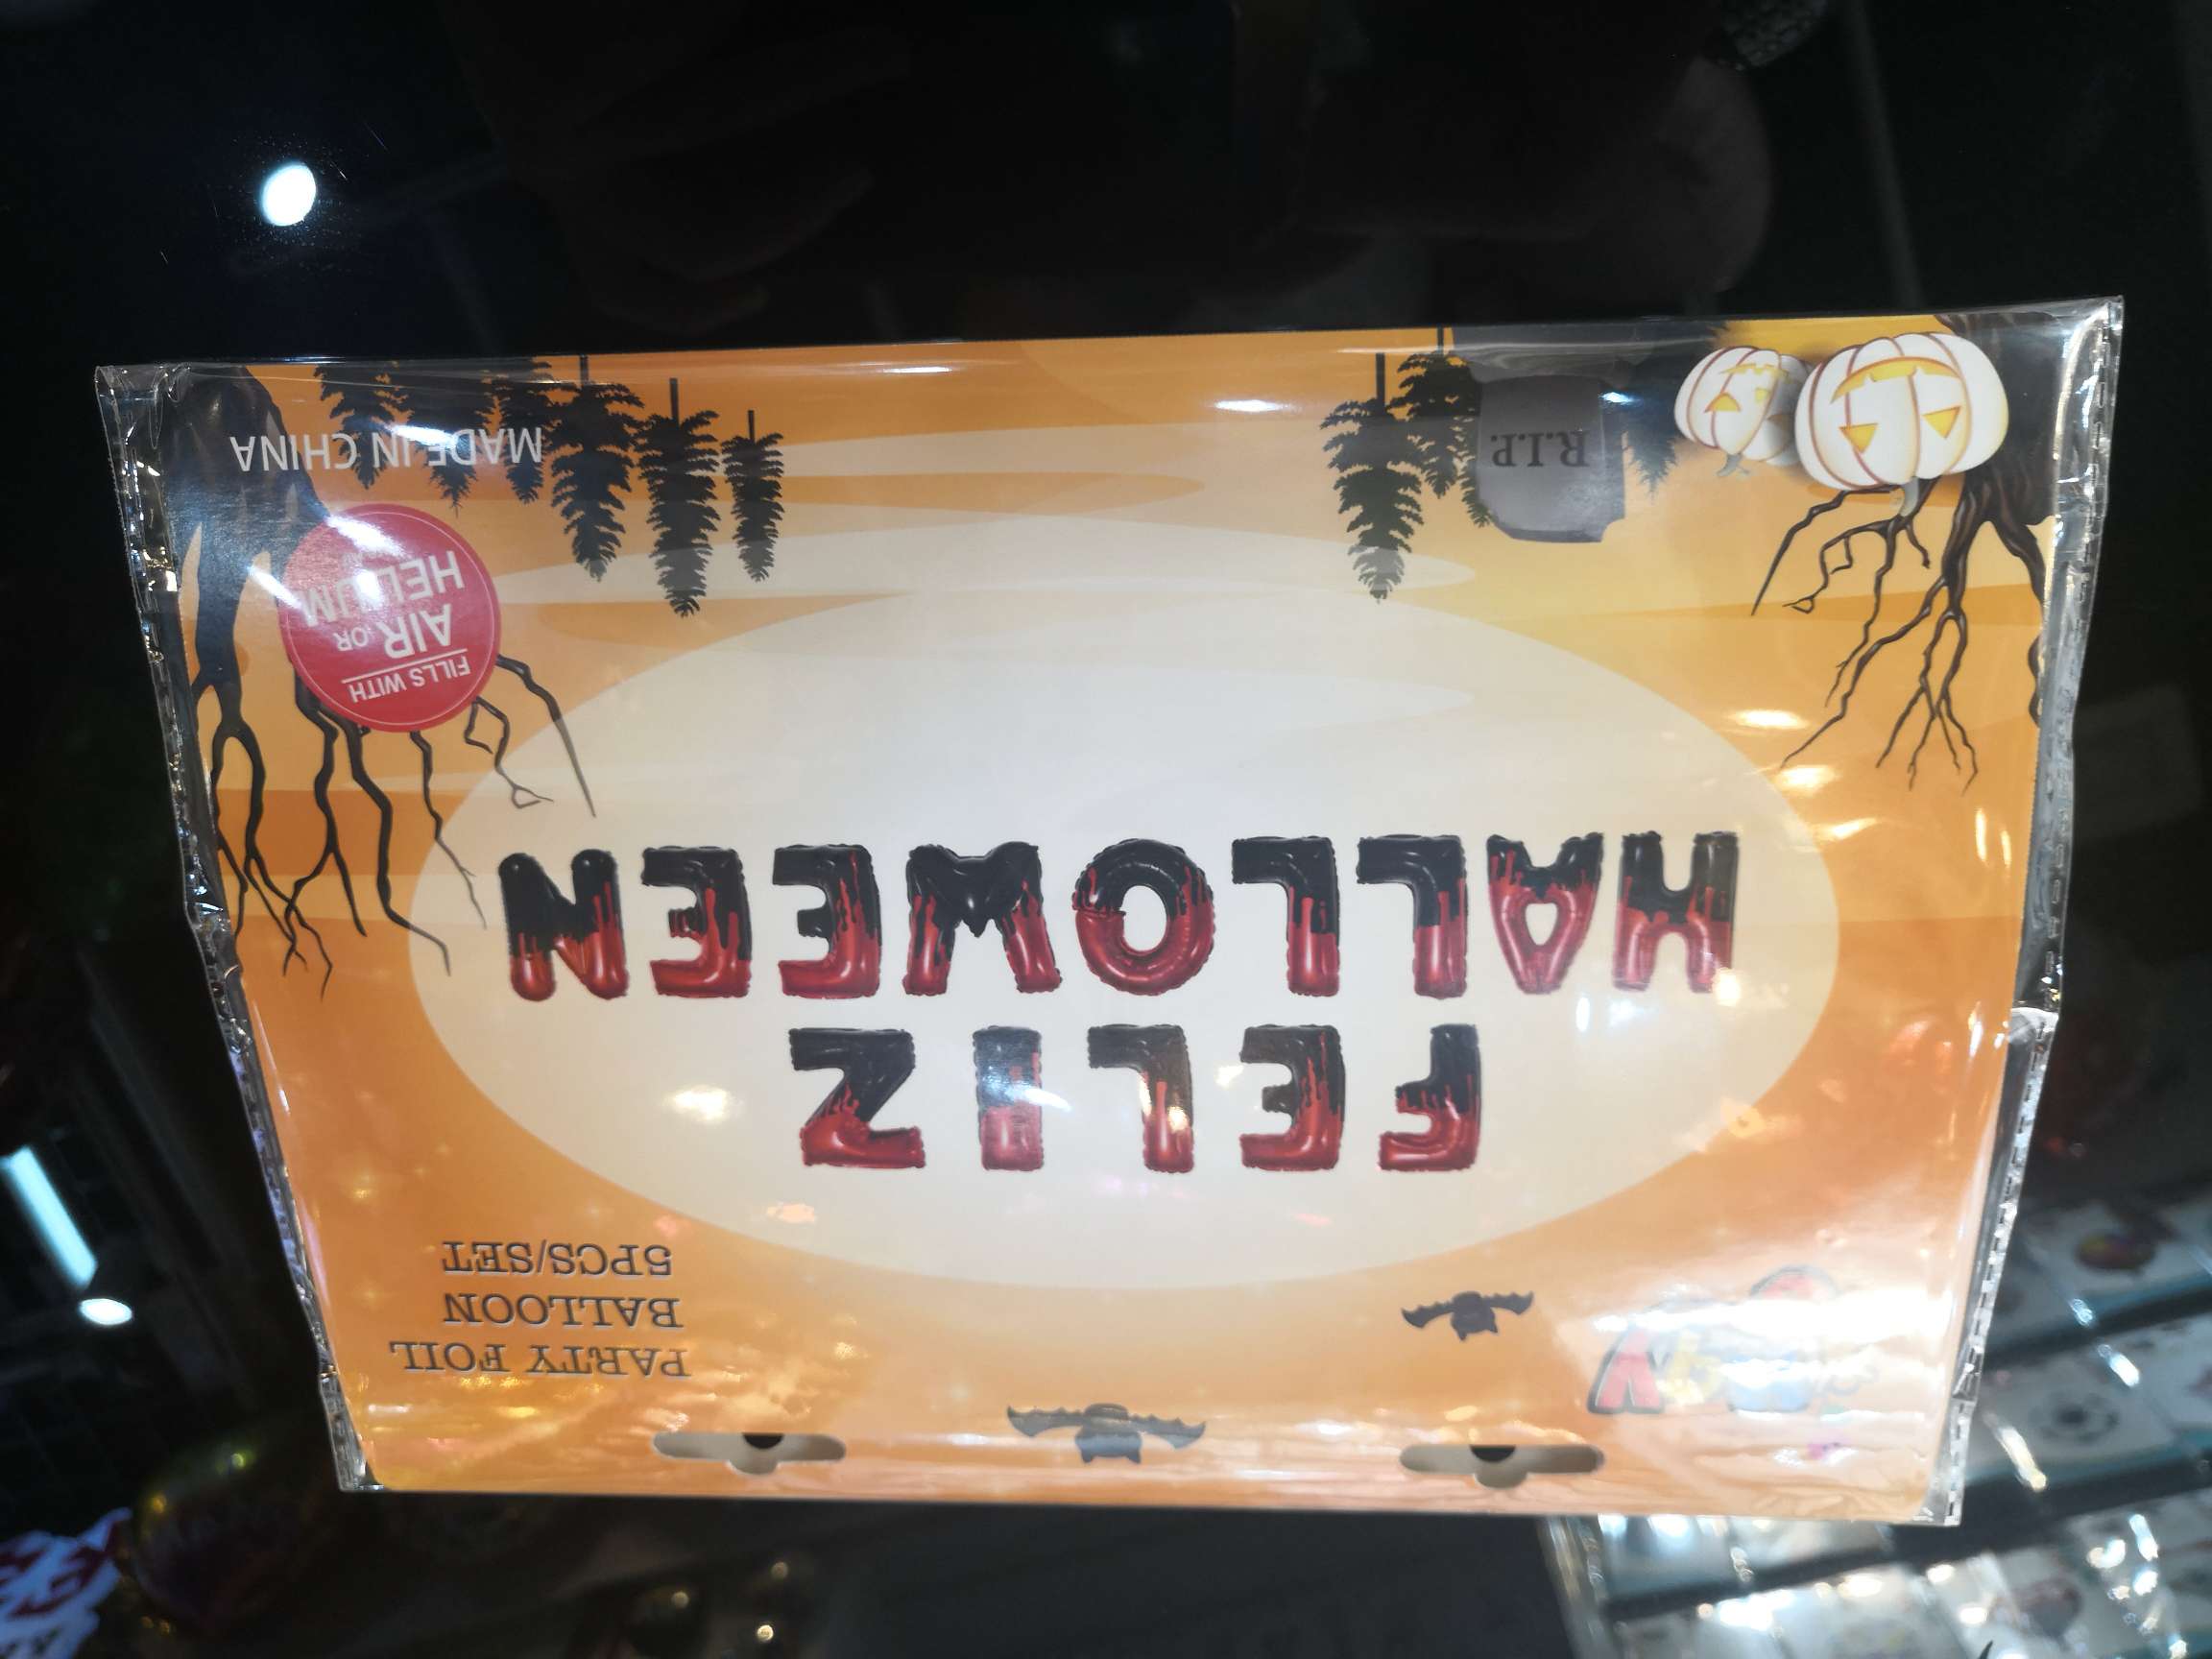 PARTY FOIL
BALLOON
5PCS/SET
FELIZ
HALLOWEEN
FILLS WITH
AIR OR
HELIUM
R.I.P.
MADE IN CHINA